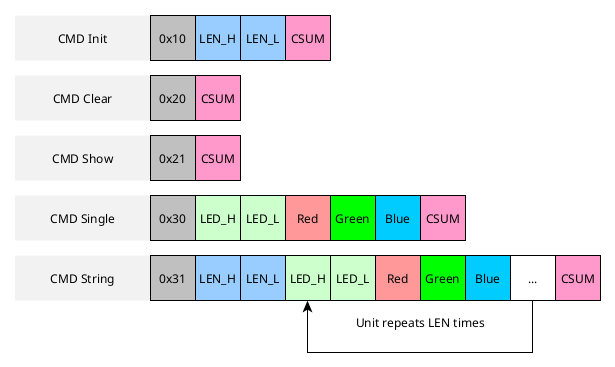 CMD Init 0x10 LEN_H LEN_L CSUM
CMD Clear 0x20 CSUM
CMD Show 0x21 CSUM
CMD Single 0x30 LED_H LED_L Red Green Blue CSUM
CMD String 0x31 LEN_H LEN_L LED_H LED_L Red Green Blue ... CSUM
Unit repeats LEN times